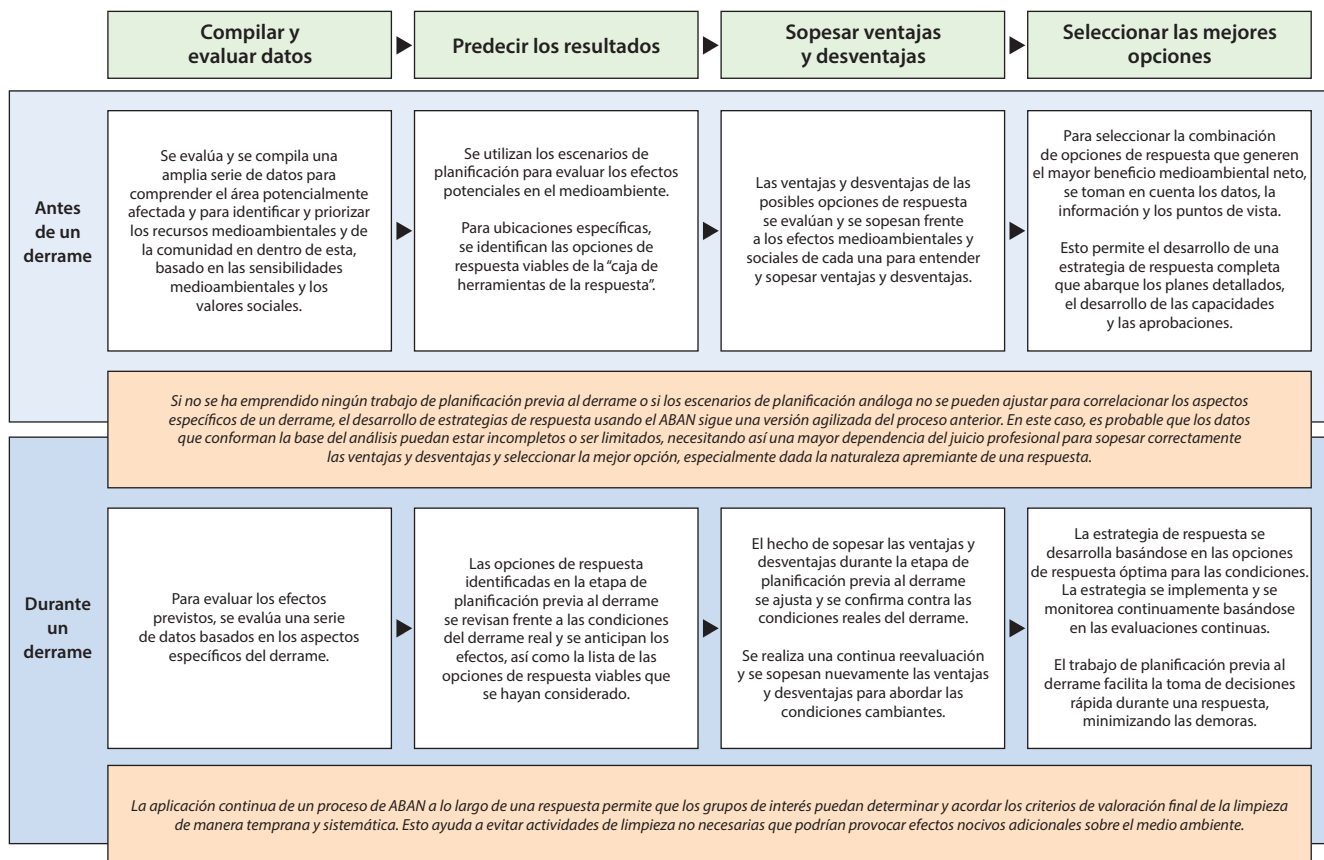 Compilar y
evaluar datos
Predecir los resultados
Sopesar ventajas
y desventajas
Seleccionar las mejores
opciones
Antes
de un
derrame
Se evalúa y se compila una
amplia serie de datos para
comprender el área potencialmente
afectada y para identificar y priorizar
los recursos medioambientales y de
la comunidad en dentro de esta,
basado en las sensibilidades
medioambientales y los
valores sociales.
Se utilizan los escenarios de
planificación para evaluar los efectos
potenciales en el medioambiente.
Para ubicaciones específicas,
se identifican las opciones de
respuesta viables de la “caja de
herramientas de la respuesta”.
Las ventajas y desventajas de las
posibles opciones de respuesta
se evalúan y se sopesan frente
a los efectos medioambientales y
sociales de cada una para entender
y sopesar ventajas y desventajas.
Para seleccionar la combinación
de opciones de respuesta que generen
el mayor beneficio medioambiental neto,
se toman en cuenta los datos, la
información y los puntos de vista.
Esto permite el desarrollo de una
estrategia de respuesta completa
que abarque los planes detallados,
el desarrollo de las capacidades
y las aprobaciones.
Si no se ha emprendido ningún trabajo de planificación previa al derrame o si los escenarios de planificación análoga no se pueden ajustar para correlacionar los aspectos
específicos de un derrame, el desarrollo de estrategias de respuesta usando el ABAN sigue una versión agilizada del proceso anterior. En este caso, es probable que los datos
que conforman la base del análisis puedan estar incompletos o ser limitados, necesitando así una mayor dependencia del juicio profesional para sopesar correctamente
las ventajas y desventajas y seleccionar la mejor opción, especialmente dada la naturaleza apremiante de una respuesta.
Durante
un
derrame
Para evaluar los efectos
previstos, se evalúa una serie
de datos basados en los aspectos
específicos del derrame.
Las opciones de respuesta
identificadas en la etapa de
planificación previa al derrame
se revisan frente a las condiciones
del derrame real y se anticipan los
efectos, así como la lista de las
opciones de respuesta viables que
se hayan considerado.
El hecho de sopesar las ventajas y
desventajas durante la etapa de
planificación previa al derrame
se ajusta y se confirma contra las
condiciones reales del derrame.
Se realiza una continua reevaluación
y se sopesan nuevamente las ventajas
y desventajas para abordar las
condiciones cambiantes.
La estrategia de respuesta se
desarrolla basándose en las opciones
de respuesta óptima para las condiciones.
La estrategia se implementa y se
monitorea continuamente basándose
en las evaluaciones continuas.
El trabajo de planificación previa al
derrame facilita la toma de decisiones
rápida durante una respuesta,
minimizando las demoras.
La aplicación continua de un proceso de ABAN a lo largo de una respuesta permite que los grupos de interés puedan determinar y acordar los criterios de valoración final de la limpieza
de manera temprana y sistemática. Esto ayuda a evitar actividades de limpieza no necesarias que podrían provocar efectos nocivos adicionales sobre el medio ambiente.